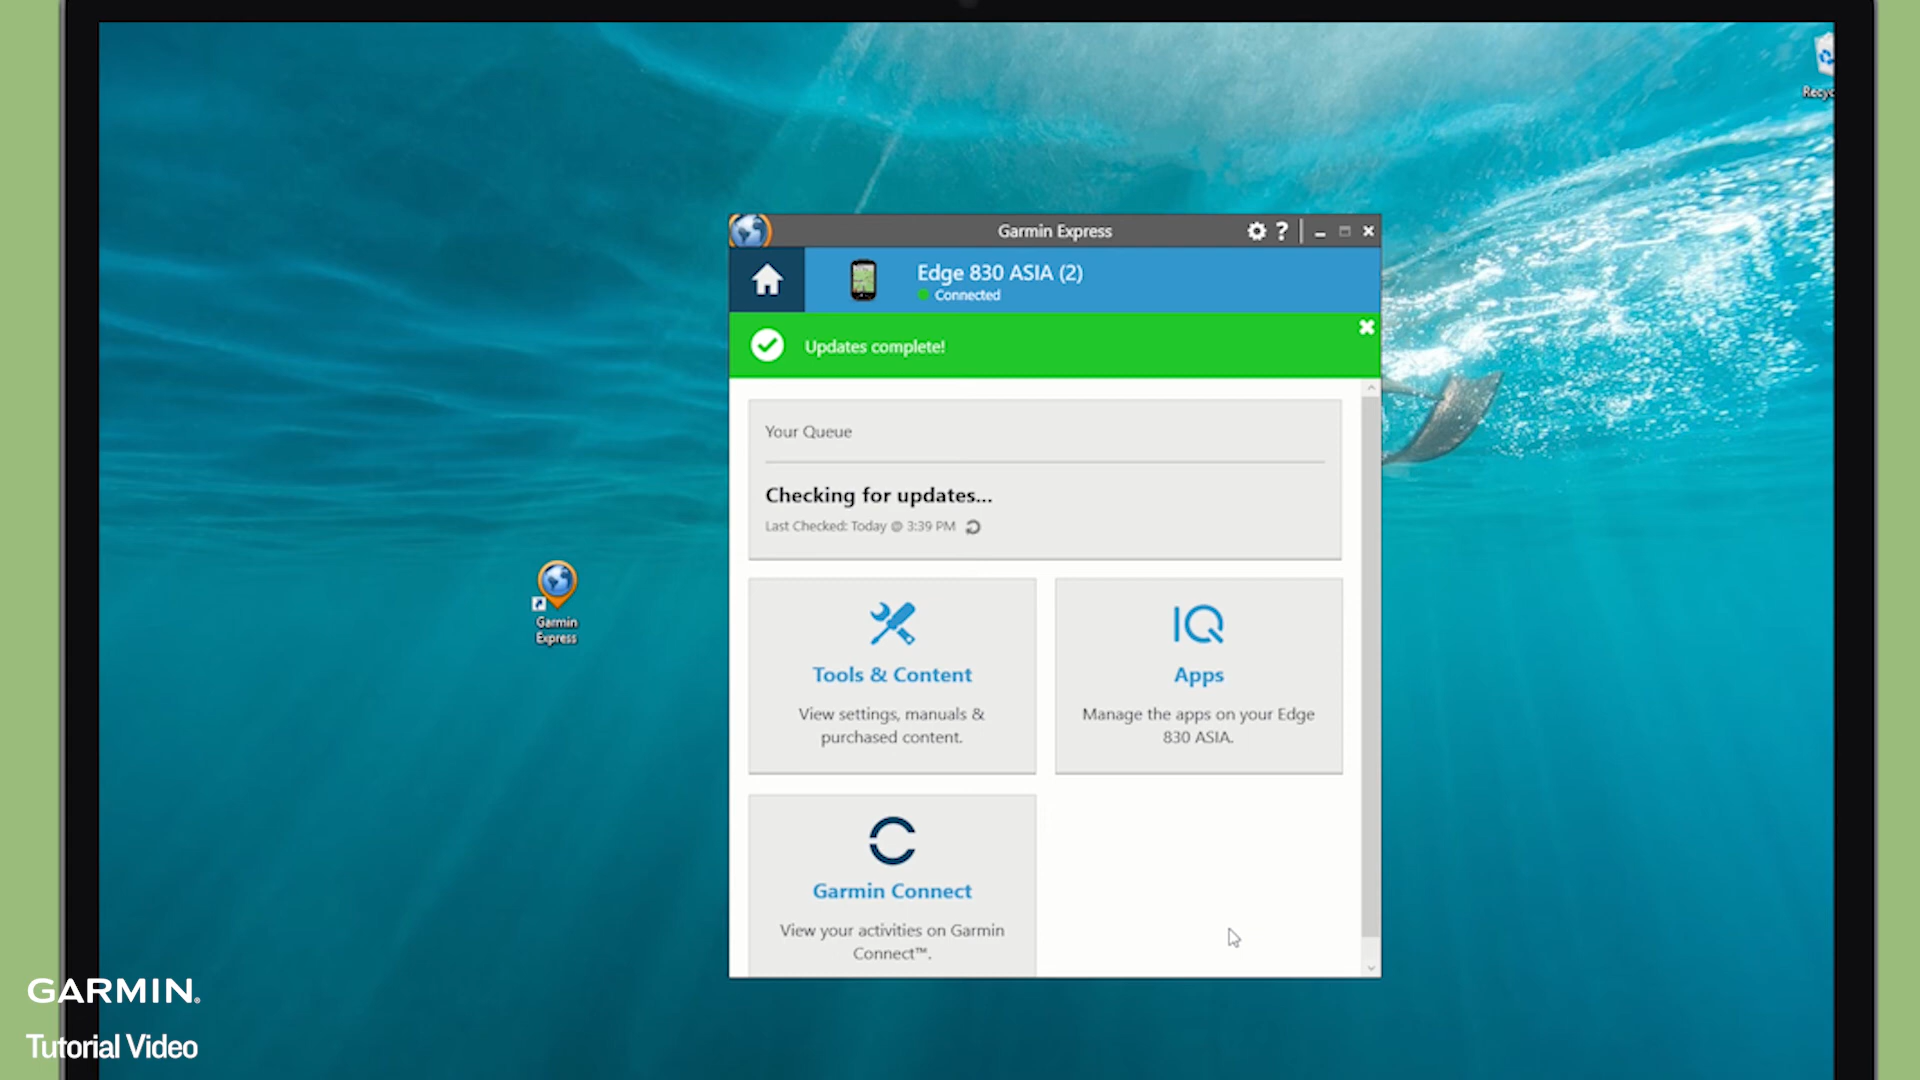 Recyc
Garmin Express
?
Edge 830 ASIA (2)
Connected
Updates complete!
Your Queue
Checking for updates...
Last Checked: Today @ 3:39 PM
Garmin
Express
Tools & Content
View settings, manuals &
purchased content.
IQ
Apps
Manage the apps on your Edge
830 ASIA.
Garmin Connect
View your activities on Garmin
Connect™.
GARMIN®
Tutorial Video